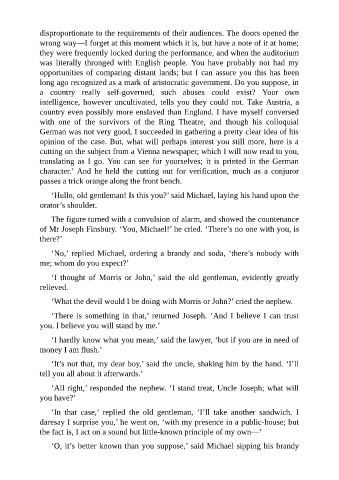 disproportionate to the requirements of their audiences. The doors opened the
wrong way—I forget at this moment which it is, but have a note of it at home;
they were frequently locked during the performance, and when the auditorium
was literally thronged with English people. You have probably not had my
opportunities of comparing distant lands; but I can assure you this has been
long ago recognized as a mark of aristocratic government. Do you suppose, in
a country really self-governed, such abuses could exist? Your own
intelligence, however uncultivated, tells you they could not. Take Austria, a
country even possibly more enslaved than England. I have myself conversed
with one of the survivors of the Ring Theatre, and though his colloquial
German was not very good, I succeeded in gathering a pretty clear idea of his
opinion of the case. But, what will perhaps interest you still more, here is a
cutting on the subject from a Vienna newspaper, which I will now read to you,
translating as I go. You can see for yourselves; it is printed in the German
character.’ And he held the cutting out for verification, much as a conjuror
passes a trick orange along the front bench.
‘Hullo, old gentleman! Is this you?’ said Michael, laying his hand upon the
orator’s shoulder.
The figure turned with a convulsion of alarm, and showed the countenance
of Mr Joseph Finsbury. ‘You, Michael!’ he cried. ‘There’s no one with you, is
there?’
‘No,’ replied Michael, ordering a brandy and soda, ‘there’s nobody with
me; whom do you expect?’
‘I thought of Morris or John,’ said the old gentleman, evidently greatly
relieved.
‘What the devil would I be doing with Morris or John?’ cried the nephew.
‘There is something in that,’ returned Joseph. ‘And I believe I can trust
you. I believe you will stand by me.’
‘I hardly know what you mean,’ said the lawyer, ‘but if you are in need of
money I am flush.’
‘It’s not that, my dear boy,’ said the uncle, shaking him by the hand. ‘I’ll
tell you all about it afterwards.’
‘All right,’ responded the nephew. ‘I stand treat, Uncle Joseph; what will
you have?’
‘In that case,’ replied the old gentleman, ‘I’ll take another sandwich. I
daresay I surprise you,’ he went on, ‘with my presence in a public-house; but
the fact is, I act on a sound but little-known principle of my own—’
‘O, it’s better known than you suppose,’ said Michael sipping his brandy